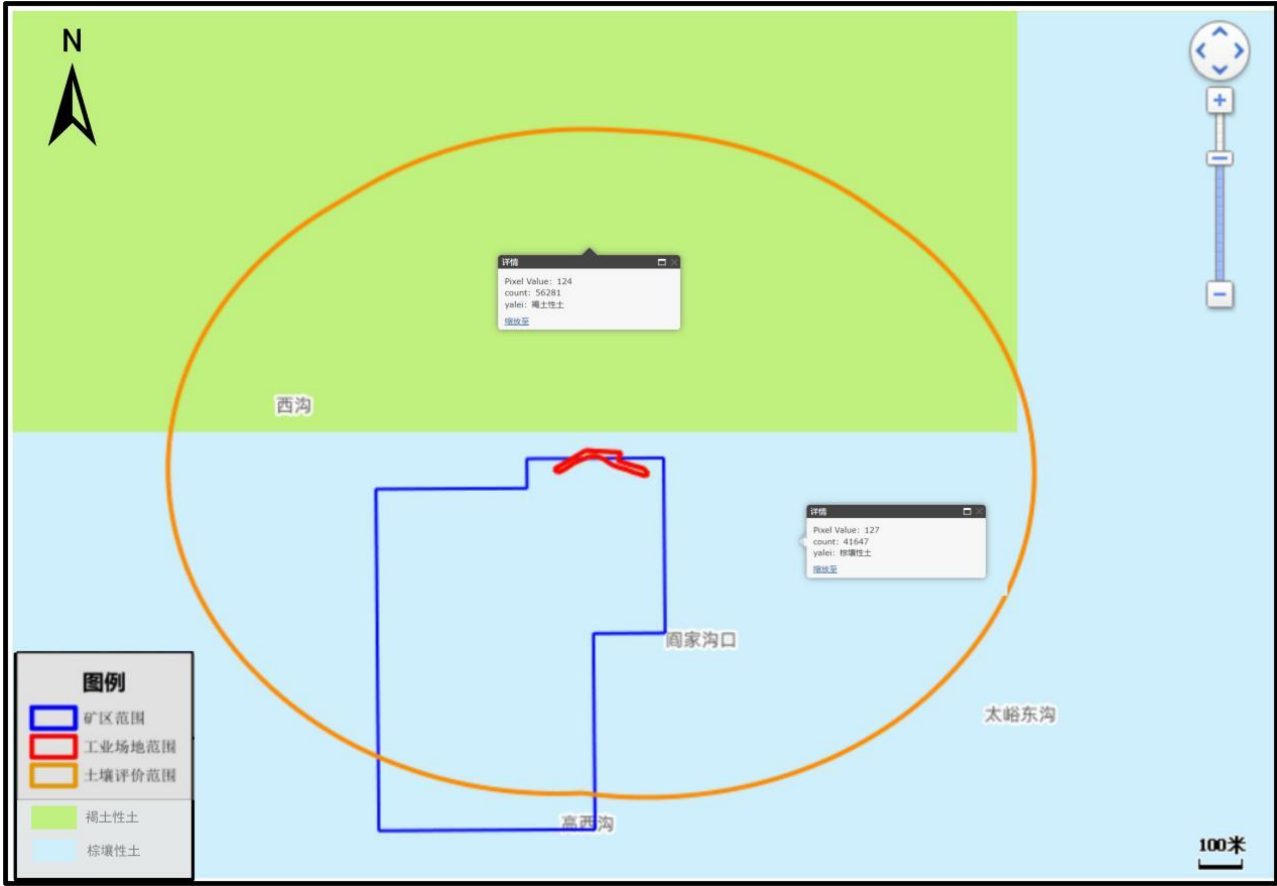 N
详情
Pixel Value: 124
count: 56281
yalei: 褐土性土
缩放至
西沟
详情
Pixel Value: 127
count: 41647
yalei: 棕壤性土
缩放至
阎家沟口
太峪东沟
高西沟
图例
矿区范围
工业场地范围
土壤评价范围
褐土性土
棕壤性土
100米